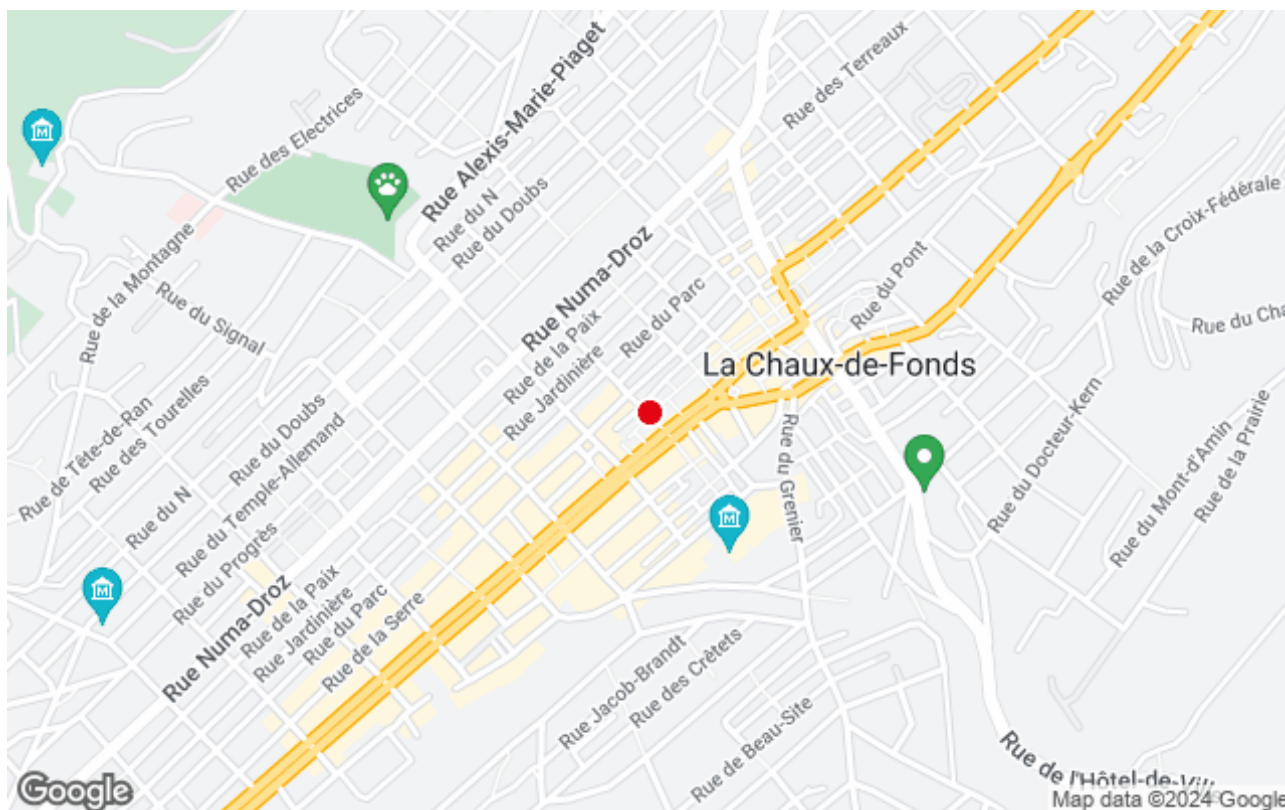 Rue des Terreaux
Rue Alexis-Marie-Piaget
Rue des Electrices
Rue du N
Rue du Doubs
Rue de la Croix-Fédérale
Rue de la Montagne
Rue Numa-Droz
Rue du Pont
Rue du Parc
Rue du Signal
Rue de la Paix
Rue du Cha
Rue Jardinière
La Chaux-de-Fonds
Rue de Tête-de-Ran
Rue des Tourelles
Rue du Doubs
Rue du Temple-Allemand
Rue du N
Rue du Progrès
Rue du Grenier
Rue du Docteur-Kern
Rue du Mont-d'Amin
Rue de la Prairie
Rue Numa-Droz
Rue de la Paix
Rue Jardinière
Rue du Parc
Rue de la Serre
Rue Jacob-Brandt
Rue des Crêtets
Rue de Beau-Site
Rue de l'Hôtel-de-Vill
Google
Map data ©2024 Google